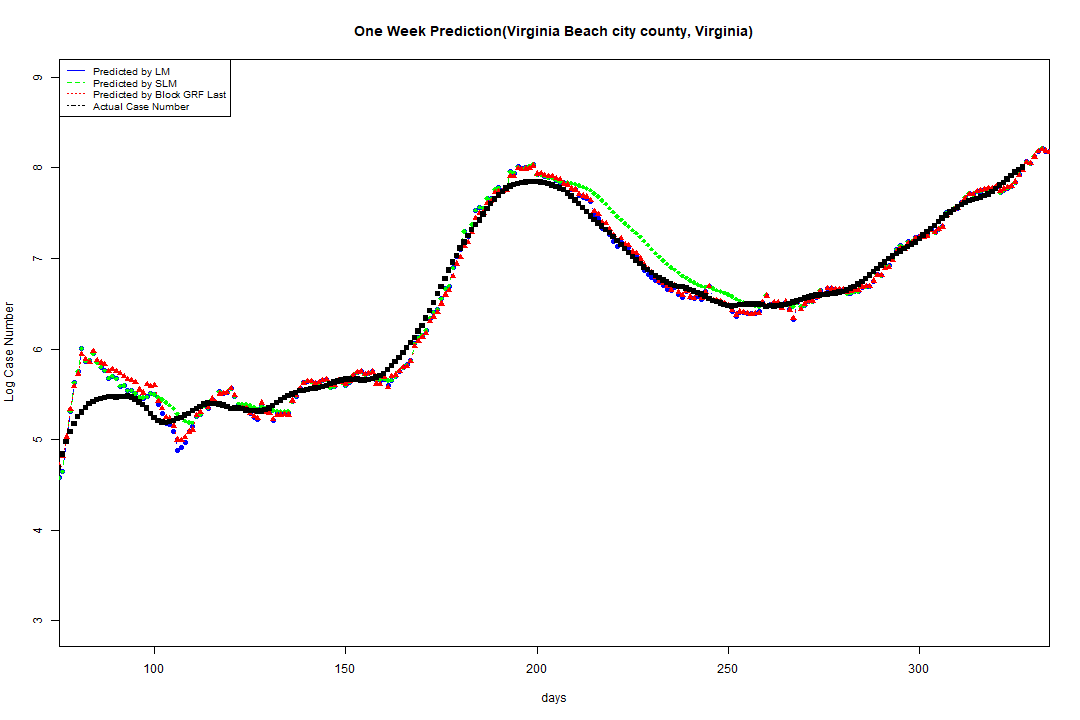 One Week Prediction(Virginia Beach city county, Virginia)
Predicted by LM
Predicted by SLM
Predicted by Block GRF Last
Actual Case Number
9
8
7
6
5
4
3
Log Case Number
100 150 200 250 300
days